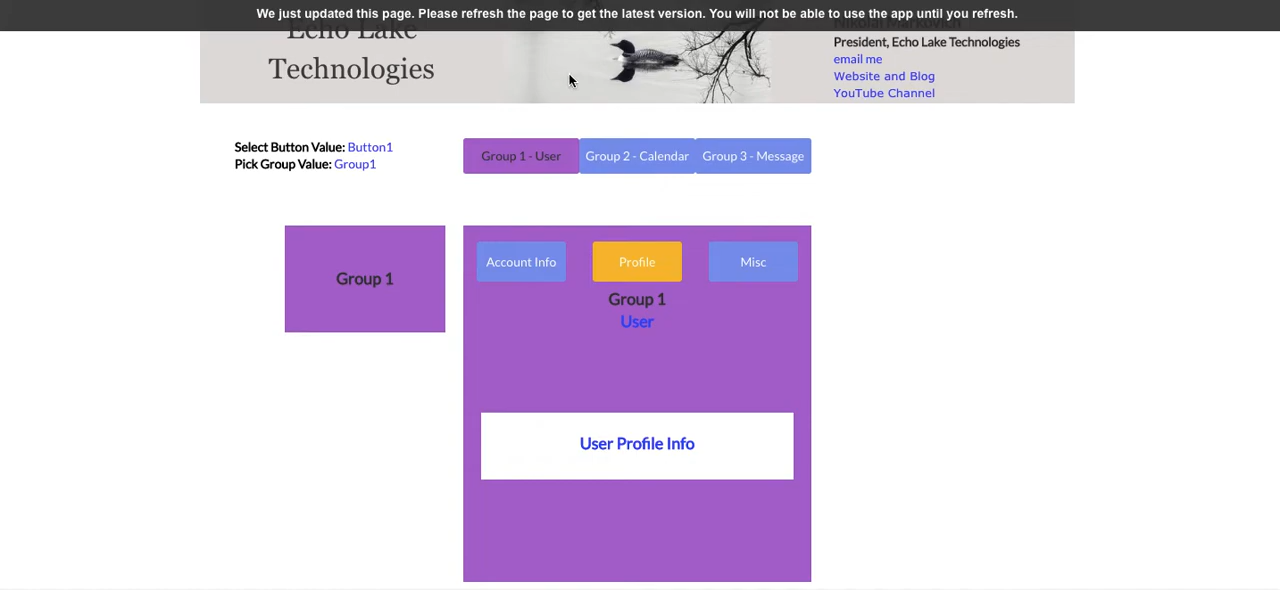 We just updated this page. Please refresh the page to get the latest version. You will not be able to use the app until you refresh.
Echo Lake
Technologies
President, Echo Lake Technologies
email me
Website and Blog
YouTube Channel
Select Button Value: Button1
Pick Group Value: Group1
Group 1 - User
Group 2 - Calendar
Group 3 - Message
Group 1
Account Info
Profile
Misc
Group 1
User
User Profile Info